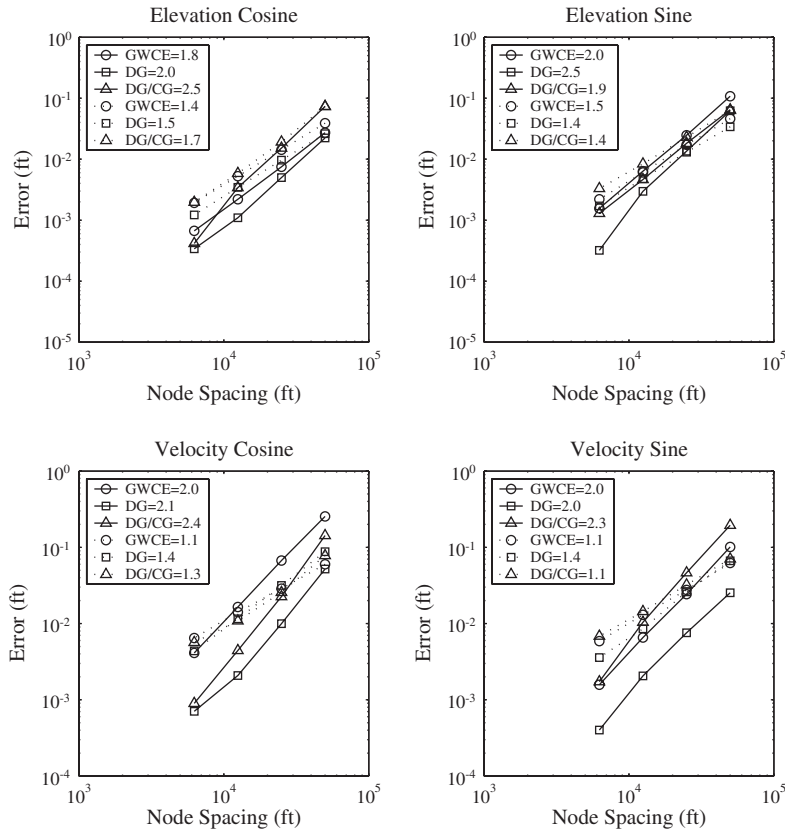 Elevation Cosine
10^0
10^-1
10^-2
10^-3
10^-4
10^-5
Error (ft)
GWCE=1.8
DG=2.0
DG/CG=2.5
GWCE=1.4
DG=1.5
DG/CG=1.7
10^3
10^4
10^5
Node Spacing (ft)
Elevation Sine
10^0
10^-1
10^-2
10^-3
10^-4
10^-5
Error (ft)
GWCE=2.0
DG=2.5
DG/CG=1.9
GWCE=1.5
DG=1.4
DG/CG=1.4
10^3
10^4
10^5
Node Spacing (ft)
Velocity Cosine
10^0
10^-1
10^-2
10^-3
10^-4
Error (ft)
GWCE=2.0
DG=2.1
DG/CG=2.4
GWCE=1.1
DG=1.4
DG/CG=1.3
10^3
10^4
10^5
Node Spacing (ft)
Velocity Sine
10^0
10^-1
10^-2
10^-3
10^-4
Error (ft)
GWCE=2.0
DG=2.0
DG/CG=2.3
GWCE=1.1
DG=1.4
DG/CG=1.1
10^3
10^4
10^5
Node Spacing (ft)